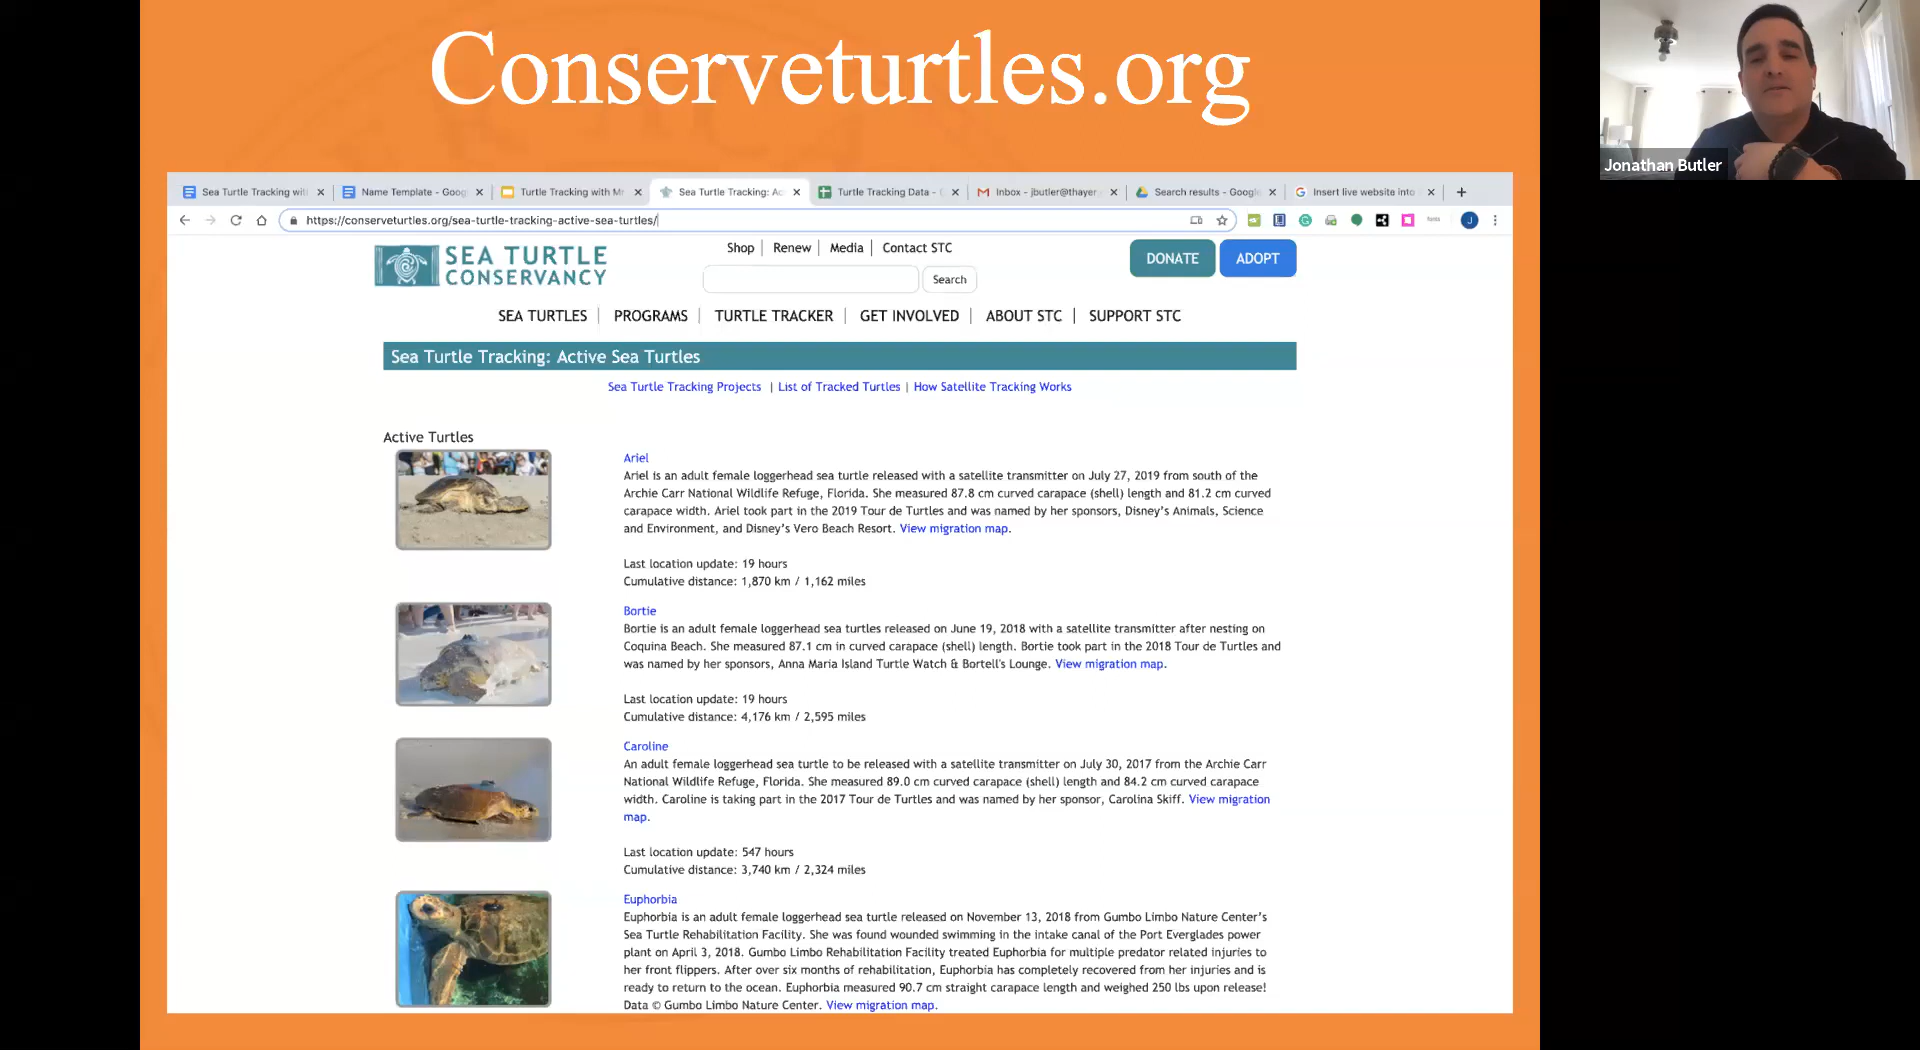 Conserveturtles.org
Jonathan Butler
Sea Turtle Tracking wit
Name Template - Goog
Turtle Tracking with Mr
Sea Turtle Tracking: Ac
Turtle Tracking Data -
Inbox - jbutler@thayer
Search results - Google
Insert live website into
https://conserveturtles.org/sea-turtle-tracking-active-sea-turtles/
J
SEA TURTLE
CONSERVANCY
Shop | Renew | Media | Contact STC
Search
DONATE
ADOPT
SEA TURTLES | PROGRAMS | TURTLE TRACKER | GET INVOLVED | ABOUT STC | SUPPORT STC
Sea Turtle Tracking: Active Sea Turtles
Sea Turtle Tracking Projects | List of Tracked Turtles | How Satellite Tracking Works
Active Turtles
Ariel
Ariel is an adult female loggerhead sea turtle released with a satellite transmitter on July 27, 2019 from south of the
Archie Carr National Wildlife Refuge, Florida. She measured 87.8 cm curved carapace (shell) length and 81.2 cm curved
carapace width. Ariel took part in the 2019 Tour de Turtles and was named by her sponsors, Disney's Animals, Science
and Environment, and Disney's Vero Beach Resort. View migration map.
Last location update: 19 hours
Cumulative distance: 1,870 km / 1,162 miles
Bortie
Bortie is an adult female loggerhead sea turtles released on June 19, 2018 with a satellite transmitter after nesting on
Coquina Beach. She measured 87.1 cm in curved carapace (shell) length. Bortie took part in the 2018 Tour de Turtles and
was named by her sponsors, Anna Maria Island Turtle Watch & Bortell's Lounge. View migration map.
Last location update: 19 hours
Cumulative distance: 4,176 km / 2,595 miles
Caroline
An adult female loggerhead sea turtle to be released with a satellite transmitter on July 30, 2017 from the Archie Carr
National Wildlife Refuge, Florida. She measured 89.0 cm curved carapace (shell) length and 84.2 cm curved carapace
width. Caroline is taking part in the 2017 Tour de Turtles and was named by her sponsor, Carolina Skiff. View migration
map.
Last location update: 547 hours
Cumulative distance: 3,740 km / 2,324 miles
Euphorbia
Euphorbia is an adult female loggerhead sea turtle released on November 13, 2018 from Gumbo Limbo Nature Center's
Sea Turtle Rehabilitation Facility. She was found wounded swimming in the intake canal of the Port Everglades power
plant on April 3, 2018. Gumbo Limbo Rehabilitation Facility treated Euphorbia for multiple predator related injuries to
her front flippers. After over six months of rehabilitation, Euphorbia has completely recovered from her injuries and is
ready to return to the ocean. Euphorbia measured 90.7 cm straight carapace length and weighed 250 lbs upon release!
Data © Gumbo Limbo Nature Center. View migration map.